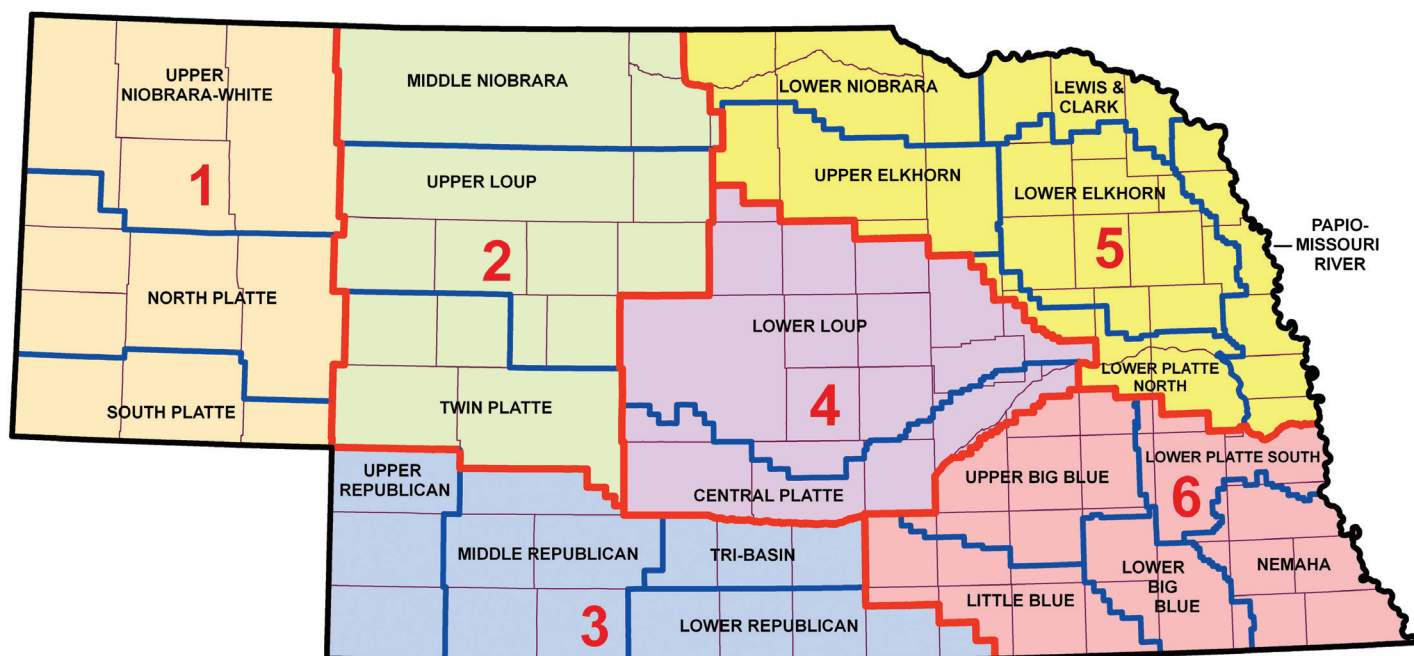 UPPER
NIOBRARA-WHITE
1
NORTH PLATTE
SOUTH PLATTE
MIDDLE NIOBRARA
UPPER LOUP
2
TWIN PLATTE
UPPER
REPUBLICAN
MIDDLE REPUBLICAN
TRI-BASIN
3
LOWER REPUBLICAN
LOWER LOUP
4
CENTRAL PLATTE
LOWER NIOBRARA
LEWIS &
CLARK
UPPER ELKHORN
LOWER ELKHORN
5
PAPIO-
MISSOURI
RIVER
LOWER PLATTE
NORTH
LOWER PLATTE SOUTH
UPPER BIG BLUE
6
LITTLE BLUE
LOWER
BIG
BLUE
NEMAHA